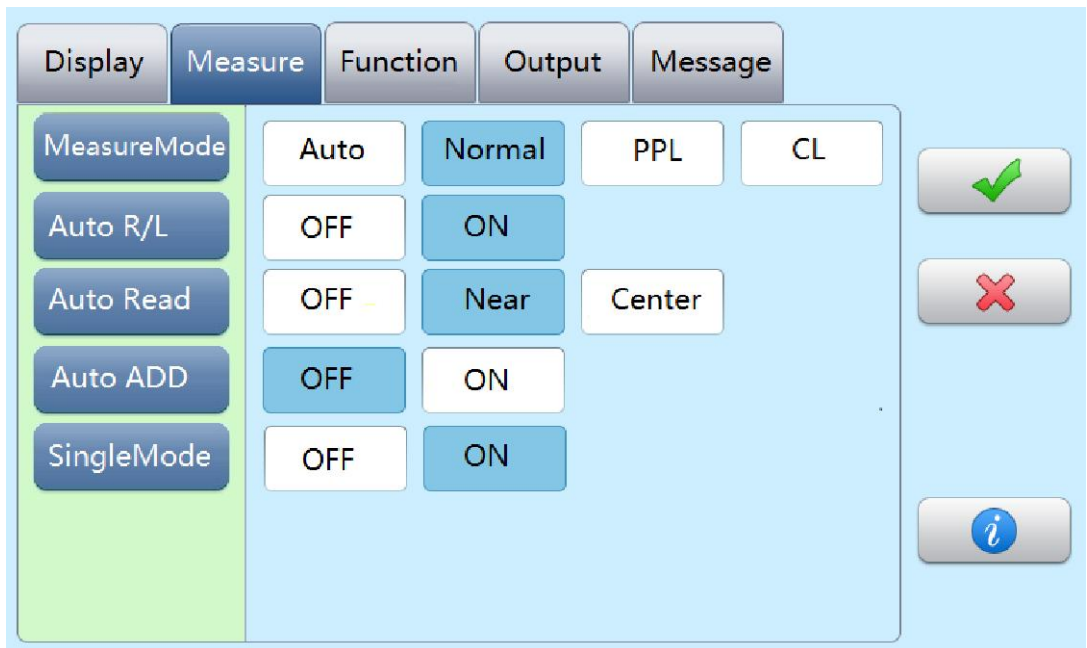 Display Measure Function Output Message
MeasureMode Auto Normal PPL CL
Auto R/L OFF ON
Auto Read OFF Near Center
Auto ADD OFF ON
SingleMode OFF ON
i